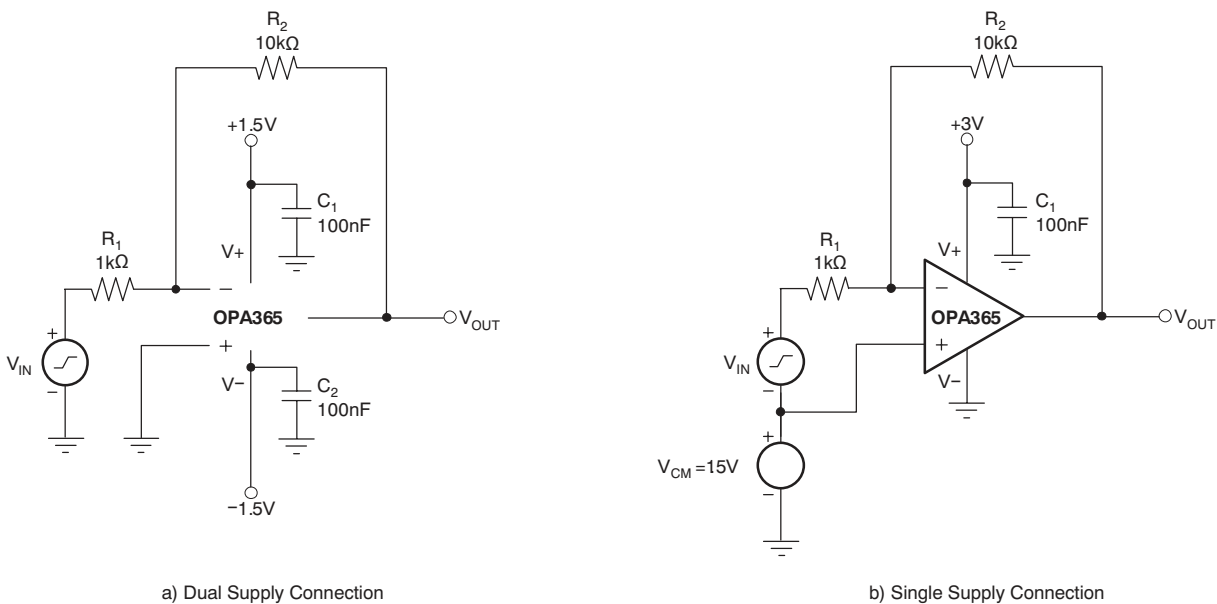 R2
10kΩ
+1.5V
C1
100nF
V+
R1
1kΩ
−
OPA365
VOUT
+
+
VIN
−
V−
C2
100nF
−1.5V
a) Dual Supply Connection
R2
10kΩ
+3V
C1
100nF
V+
R1
1kΩ
−
OPA365
VOUT
+
+
VIN
−
V−
+
VCM =15V
−
b) Single Supply Connection